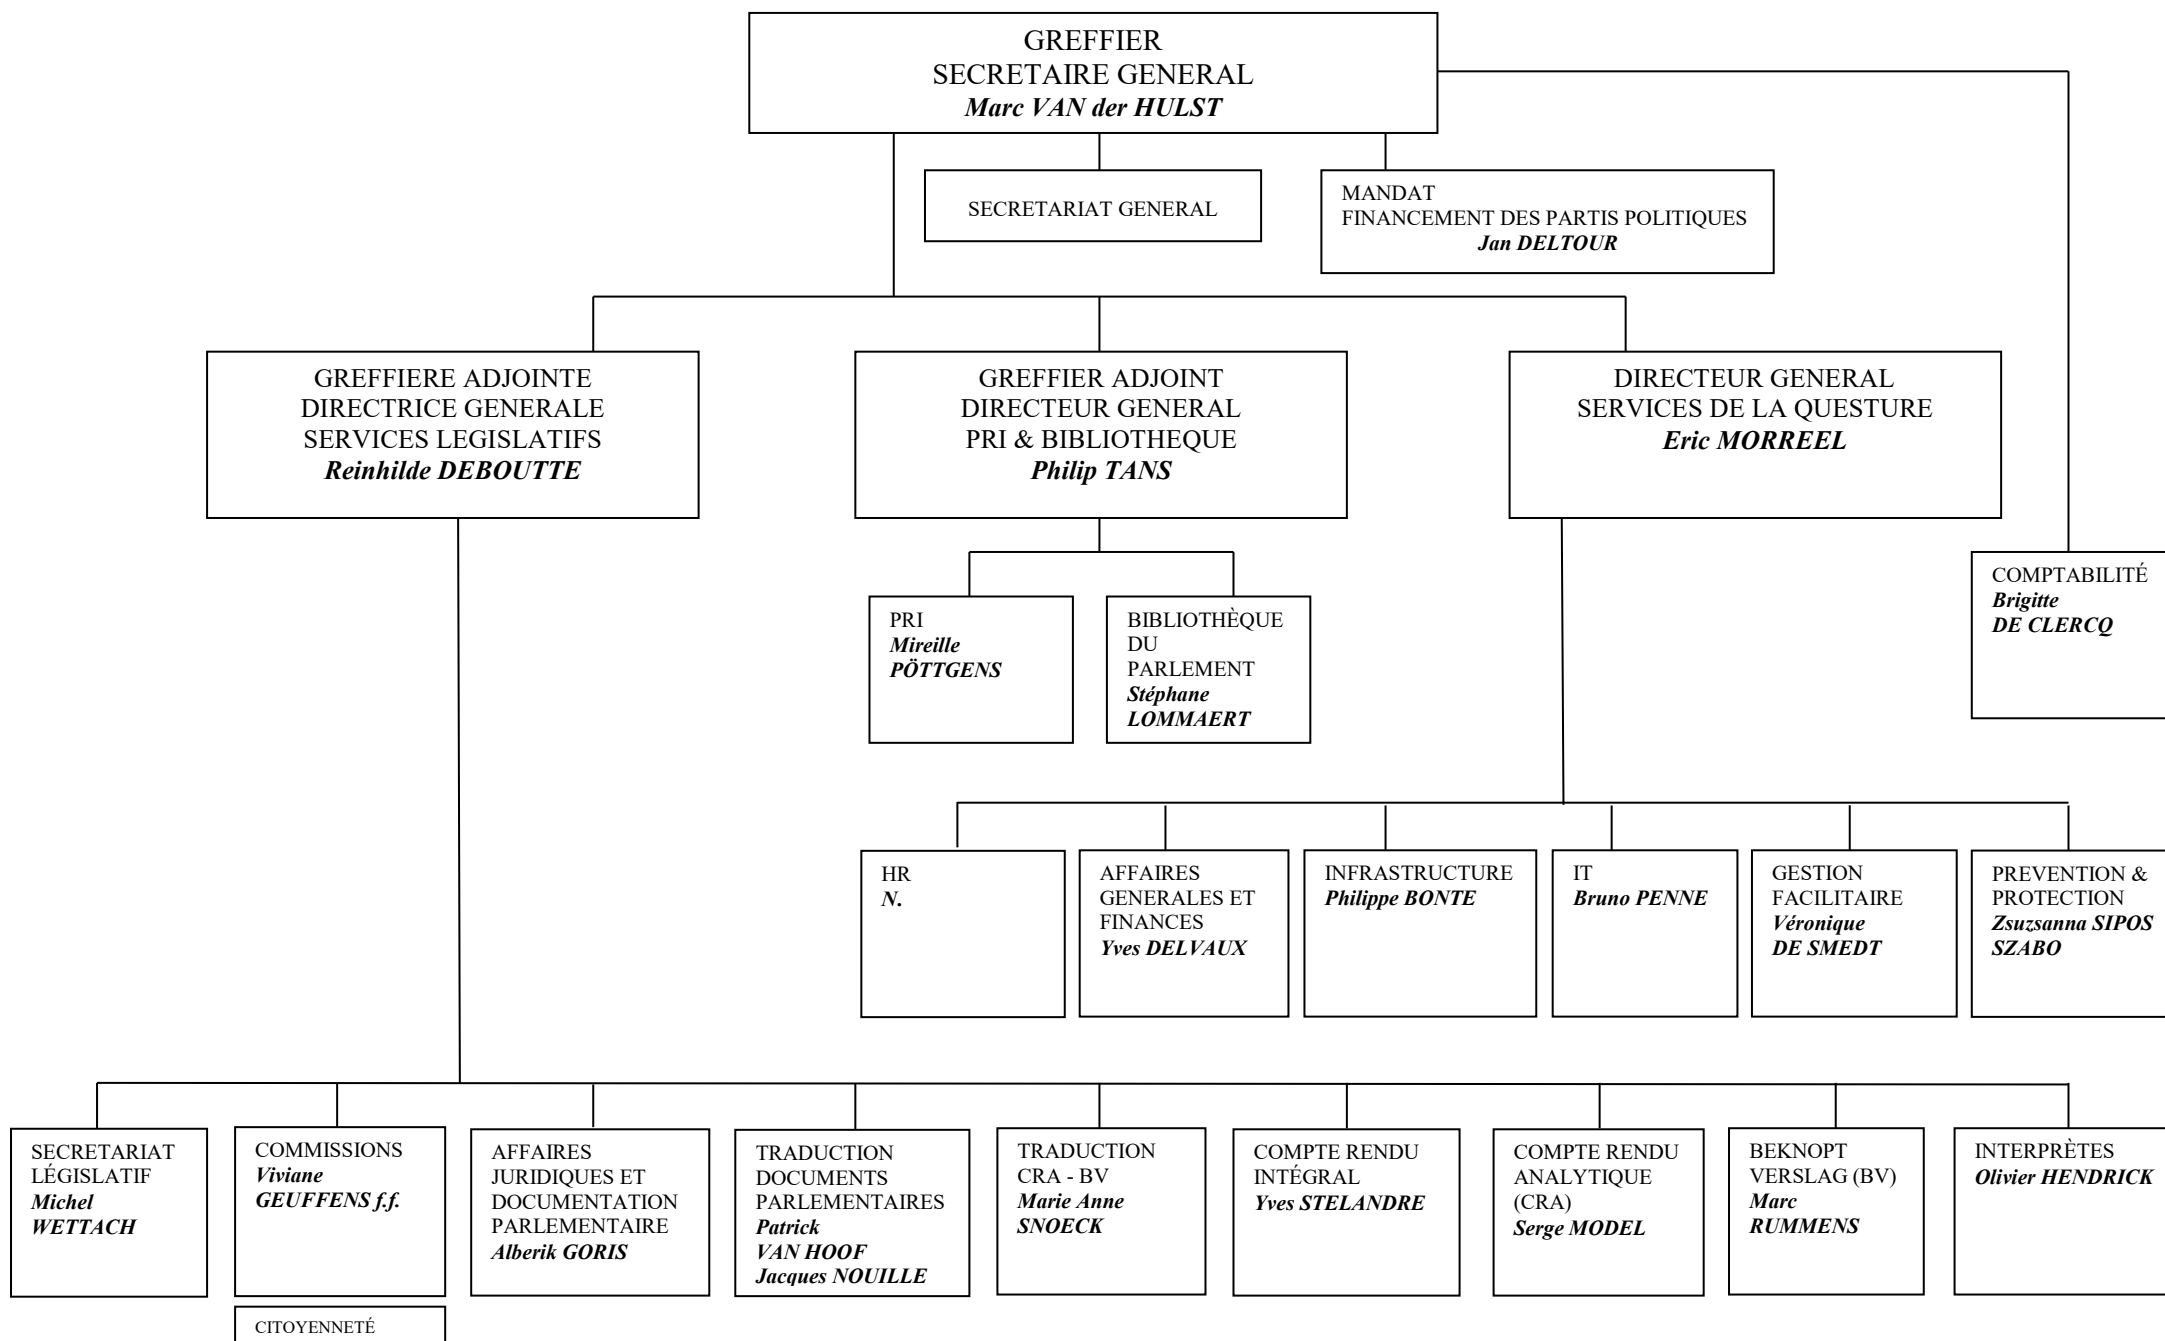 GREFFIER
SECRETAIRE GENERAL
Marc VAN der HULST
SECRETARIAT GENERAL
MANDAT
FINANCEMENT DES PARTIS POLITIQUES
Jan DELTOUR
GREFFIERE ADJOINTE
DIRECTRICE GENERALE
SERVICES LEGISLATIFS
Reinhilde DEBOUTTE
GREFFIER ADJOINT
DIRECTEUR GENERAL
PRI & BIBLIOTHEQUE
Philip TANS
DIRECTEUR GENERAL
SERVICES DE LA QUESTURE
Eric MORREEL
PRI
Mireille
PÖTTGENS
BIBLIOTHÈQUE
DU
PARLEMENT
Stéphane
LOMMAERT
COMPTABILITÉ
Brigitte
DE CLERCQ
HR
N.
AFFAIRES
GENERALES ET
FINANCES
Yves DELVAUX
INFRASTRUCTURE
Philippe BONTE
IT
Bruno PENNE
GESTION
FACILITAIRE
Véronique
DE SMEDT
PREVENTION &
PROTECTION
Zsuzsanna SIPOS
SZABO
SECRETARIAT
LÉGISLATIF
Michel
WETTACH
COMMISSIONS
Viviane
GEUFFENS f.f.
AFFAIRES
JURIDIQUES ET
DOCUMENTATION
PARLEMENTAIRE
Alberik GORIS
TRADUCTION
DOCUMENTS
PARLEMENTAIRES
Patrick
VAN HOOF
Jacques NOUILLE
TRADUCTION
CRA - BV
Marie Anne
SNOECK
COMPTE RENDU
INTÉGRAL
Yves STELANDRE
COMPTE RENDU
ANALYTIQUE
(CRA)
Serge MODEL
BEKNOPT
VERSLAG (BV)
Marc
RUMMENS
INTERPRÈTES
Olivier HENDRICK
CITOYENNETÉ